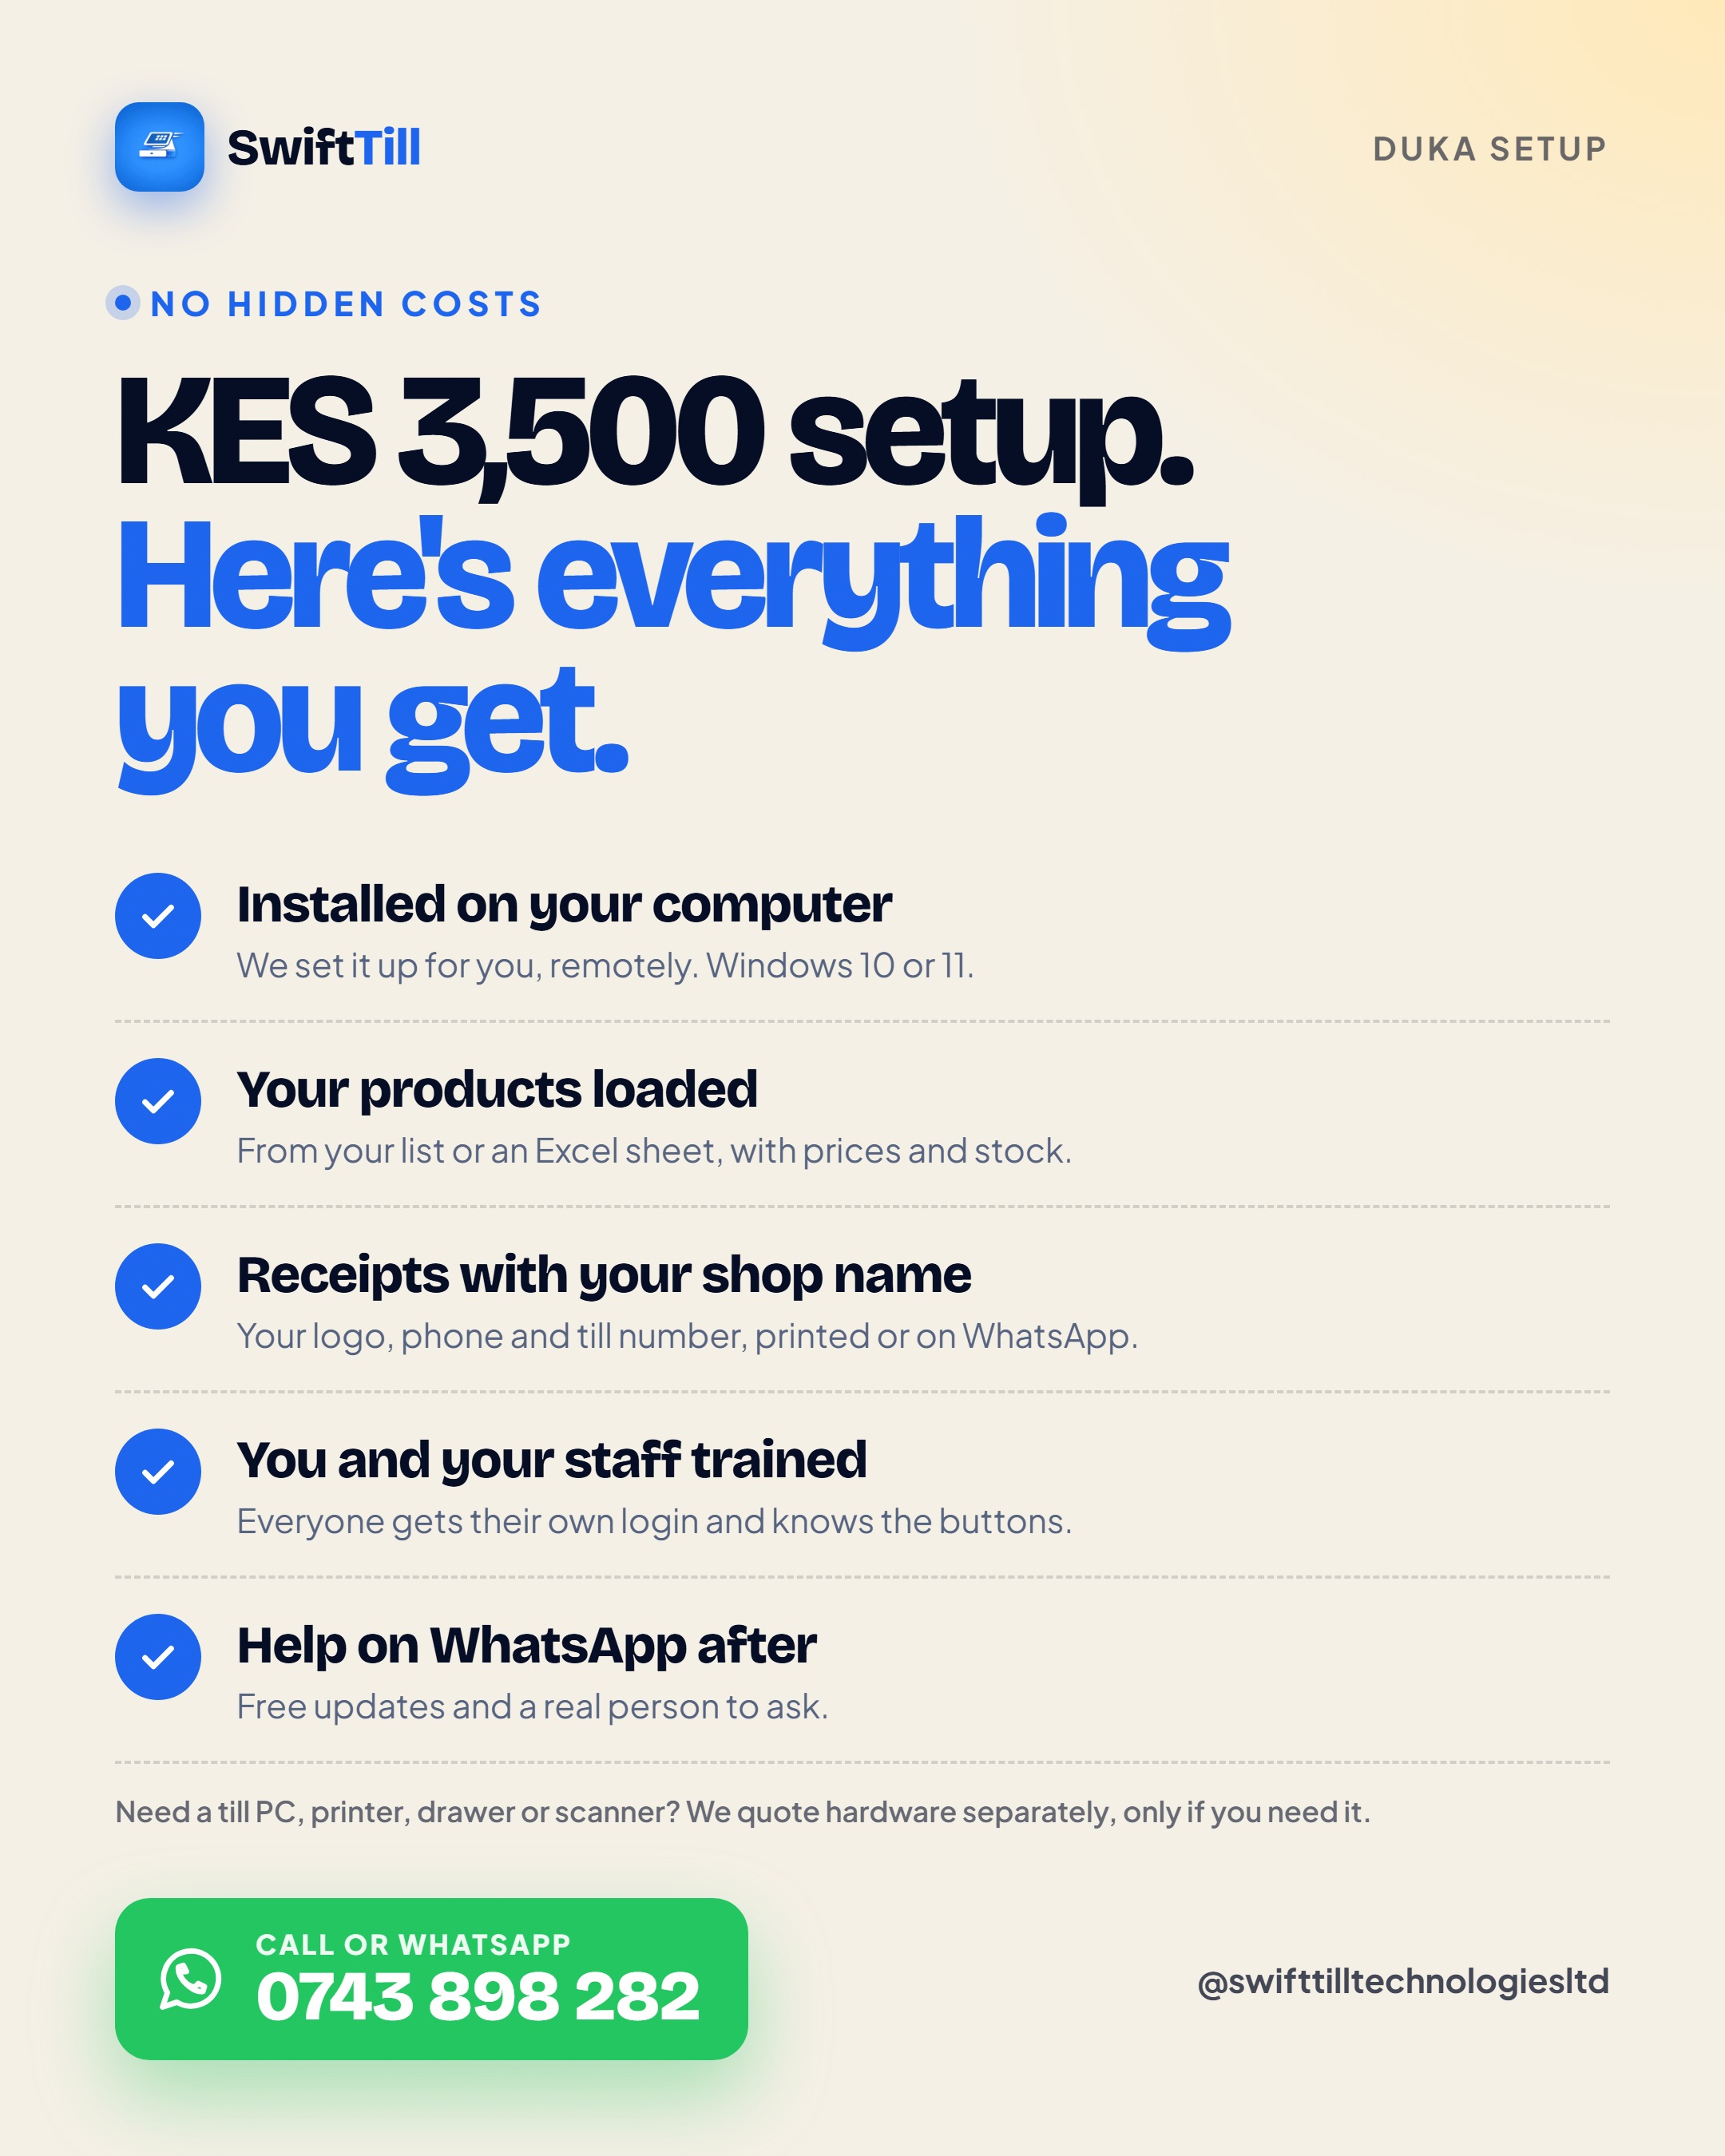 SwiftTill
DUKA SETUP
NO HIDDEN COSTS
KES 3,500 setup.
Here's everything
you get.
Installed on your computer
We set it up for you, remotely. Windows 10 or 11.
Your products loaded
From your list or an Excel sheet, with prices and stock.
Receipts with your shop name
Your logo, phone and till number, printed or on WhatsApp.
You and your staff trained
Everyone gets their own login and knows the buttons.
Help on WhatsApp after
Free updates and a real person to ask.
Need a till PC, printer, drawer or scanner? We quote hardware separately, only if you need it.
CALL OR WHATSAPP
0743 898 282
@swifttilltechnologiesltd